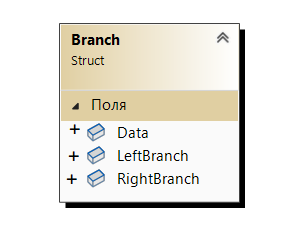 Branch
Struct
Поля
+ Data
+ LeftBranch
+ RightBranch